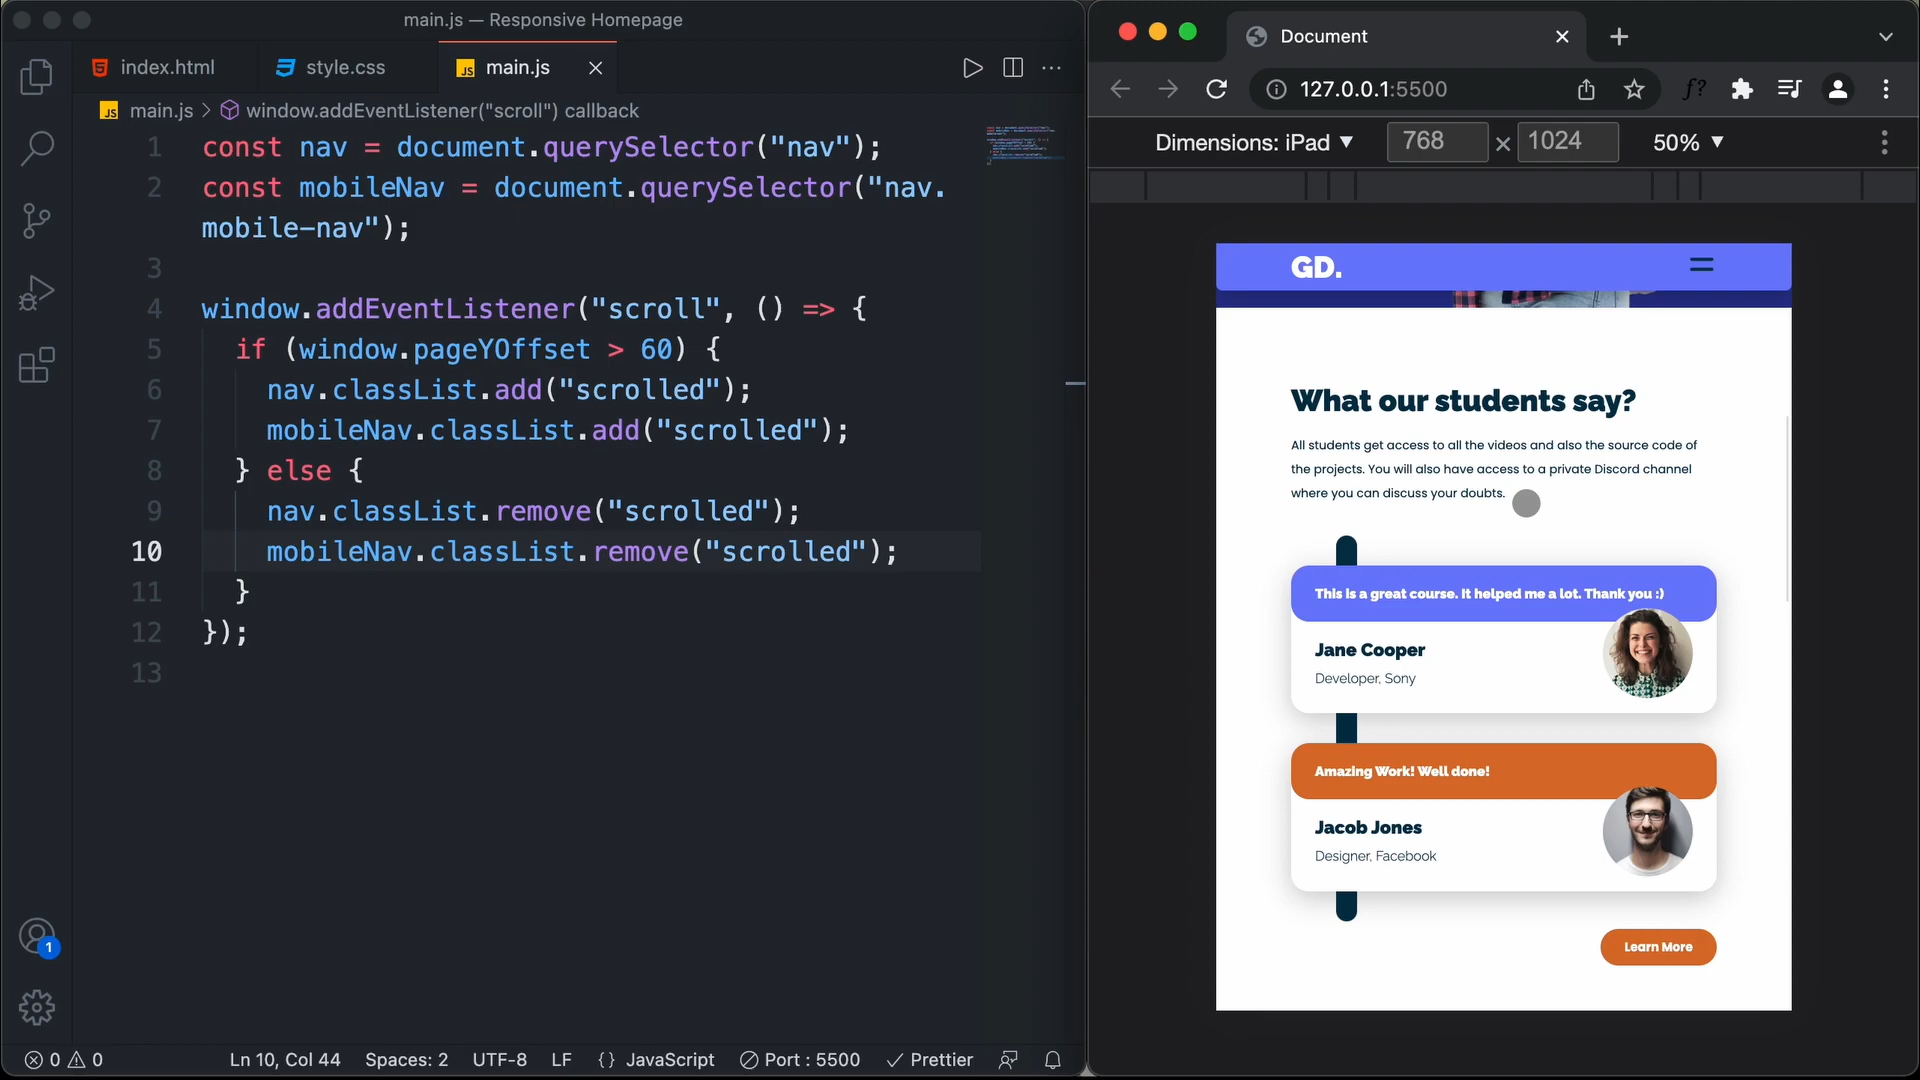 main.js — Responsive Homepage
index.html
style.css
JS main.js
JS main.js > window.addEventListener("scroll") callback
1 const nav = document.querySelector("nav");
2 const mobileNav = document.querySelector("nav.
mobile-nav");
3
4 window.addEventListener("scroll", () => {
5 if (window.pageYOffset > 60) {
6 nav.classList.add("scrolled");
7 mobileNav.classList.add("scrolled");
8 } else {
9 nav.classList.remove("scrolled");
10 mobileNav.classList.remove("scrolled");
11 }
12 });
13
1
0 0
Ln 10, Col 44
Spaces: 2
UTF-8
LF
{} JavaScript
Port : 5500
Prettier
Document
127.0.0.1:5500
f?
Dimensions: iPad
768 × 1024
50%
GD.
What our students say?
All students get access to all the videos and also the source code of
the projects. You will also have access to a private Discord channel
where you can discuss your doubts.
This is a great course. It helped me a lot. Thank you :)
Jane Cooper
Developer, Sony
Amazing Work! Well done!
Jacob Jones
Designer, Facebook
Learn More